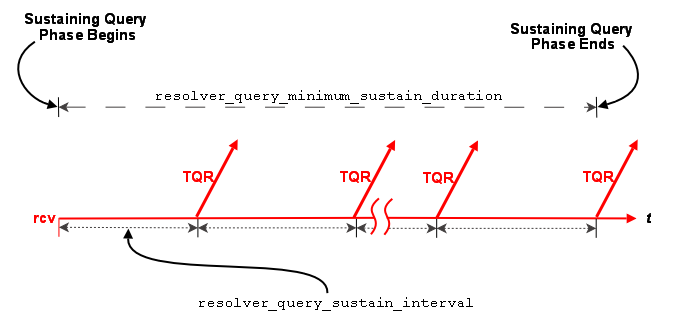 Sustaining Query
Phase Begins
Sustaining Query
Phase Ends
resolver_query_minimum_sustain_duration
TQR
TQR
TQR
TQR
rcv
t
resolver_query_sustain_interval